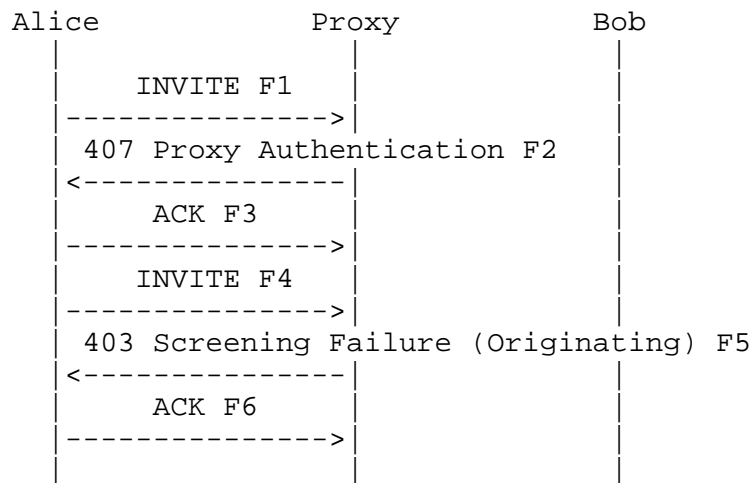 Alice Proxy Bob
INVITE F1
407 Proxy Authentication F2
ACK F3
INVITE F4
403 Screening Failure (Originating) F5
ACK F6